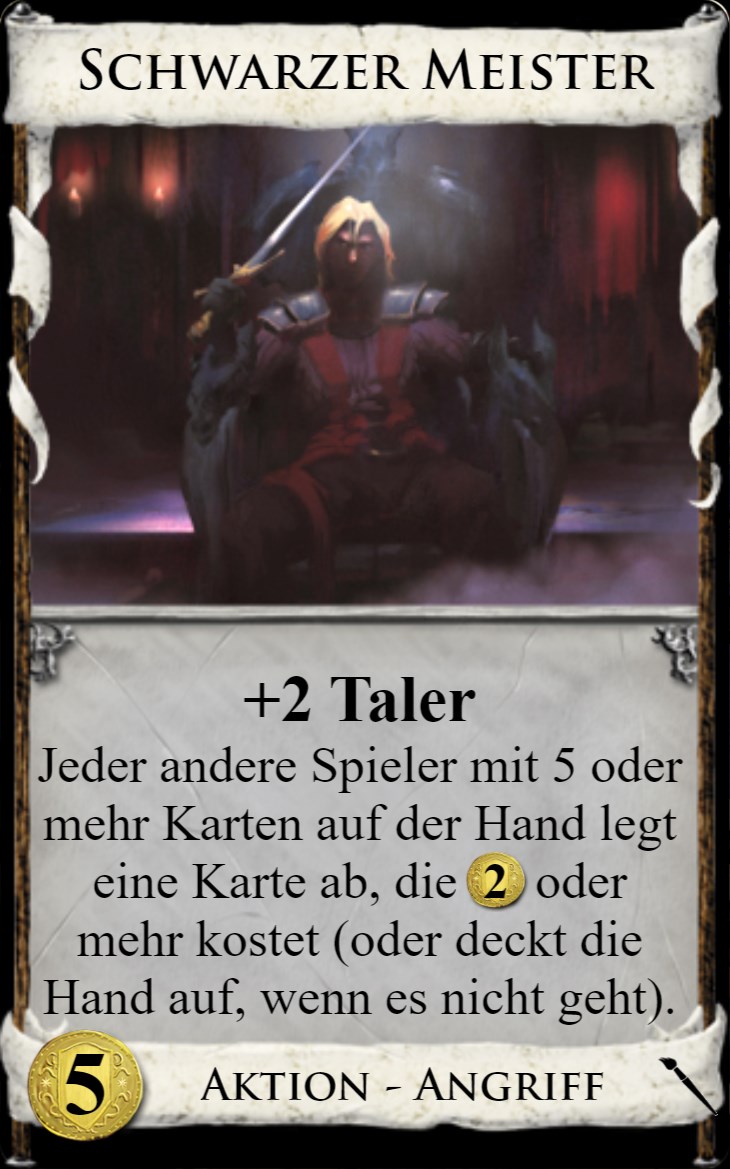 Schwarzer Meister
+2 Taler
Jeder andere Spieler mit 5 oder
mehr Karten auf der Hand legt
eine Karte ab, die 2 oder
mehr kostet (oder deckt die
Hand auf, wenn es nicht geht).
5 Aktion - Angriff